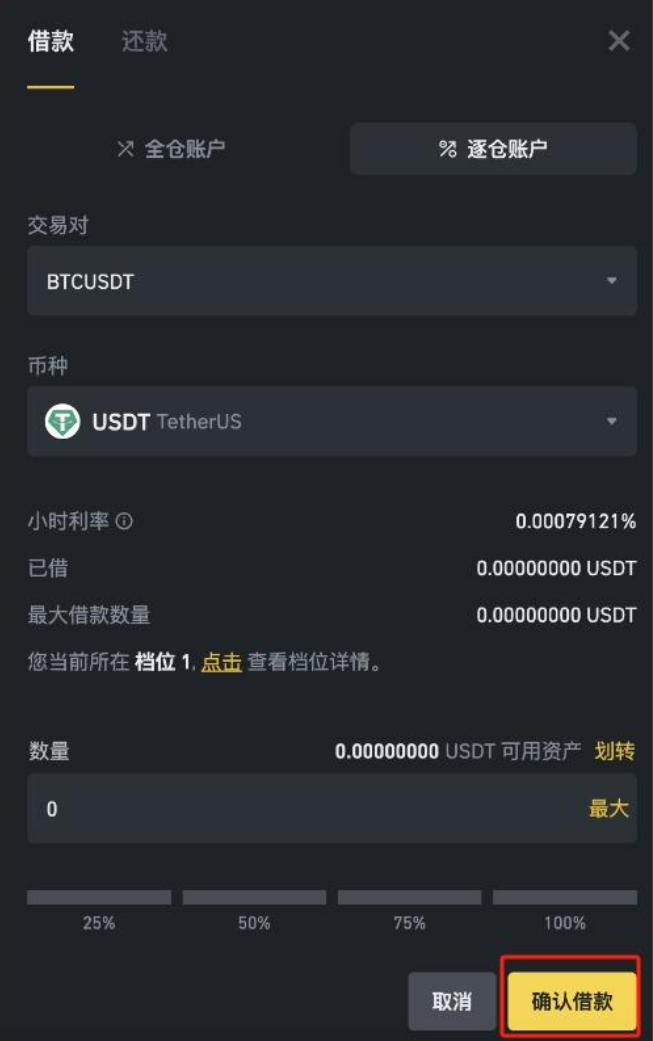 借款 还款
全仓账户 逐仓账户
交易对
BTCUSDT
币种
USDT TetherUS
小时利率 0.00079121%
已借 0.00000000 USDT
最大借款数量 0.00000000 USDT
您当前所在 档位 1, 点击 查看档位详情。
数量 0.00000000 USDT 可用资产 划转
0 最大
25% 50% 75% 100%
取消 确认借款